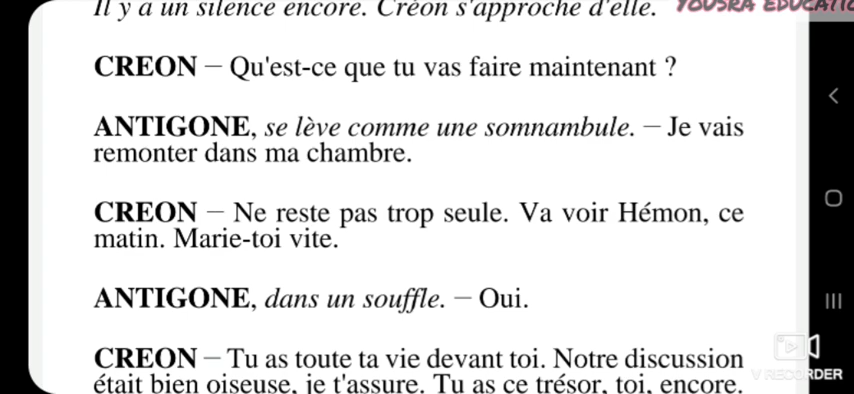 Il y a un silence encore. Créon s'approche d'elle.
YOUSRA EDUCATIO
CREON – Qu'est-ce que tu vas faire maintenant ?
ANTIGONE, se lève comme une somnambule. – Je vais
remonter dans ma chambre.
CREON – Ne reste pas trop seule. Va voir Hémon, ce
matin. Marie-toi vite.
ANTIGONE, dans un souffle. – Oui.
CREON – Tu as toute ta vie devant toi. Notre discussion
était bien oiseuse, je t'assure. Tu as ce trésor, toi, encore.
V RECORDER